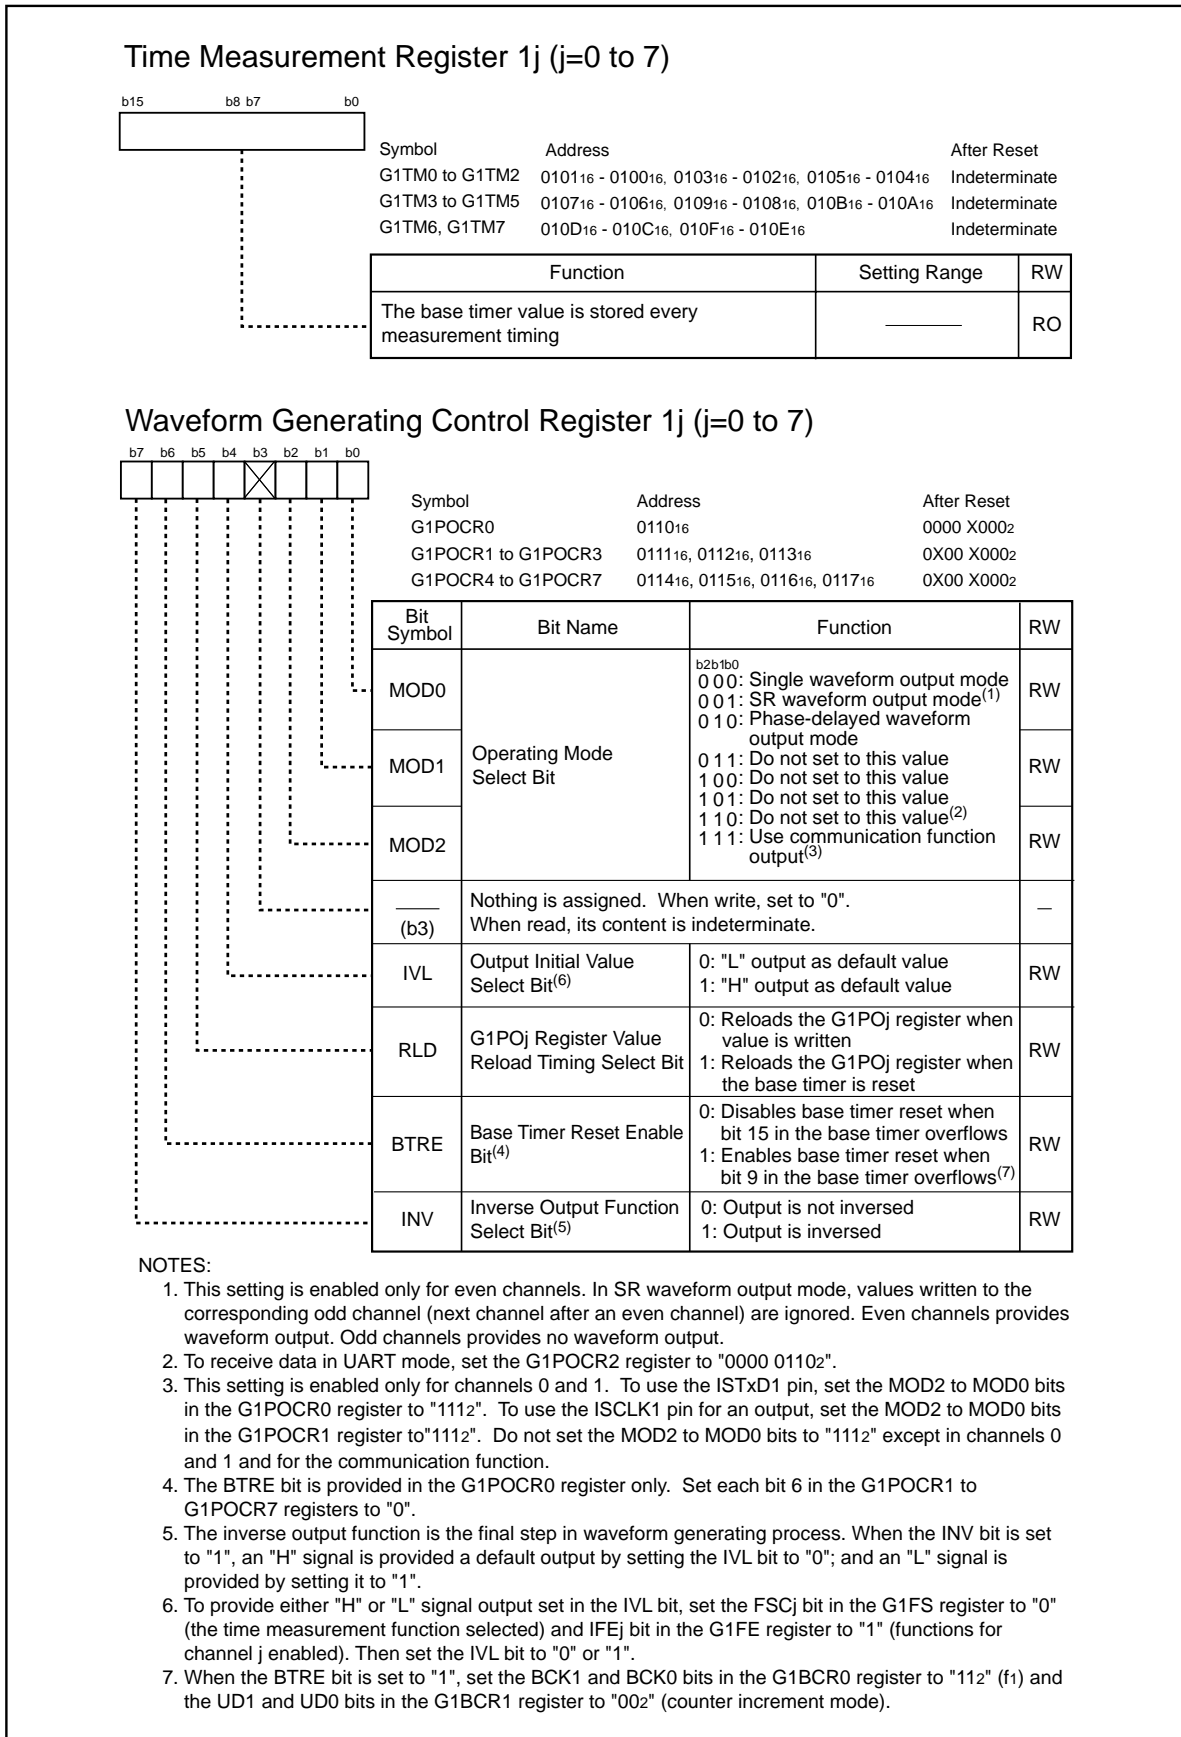 Time Measurement Register 1j (j=0 to 7)
b15 b8 b7 b0
Symbol Address After Reset
G1TM0 to G1TM2 010116 - 010016, 010316 - 010216, 010516 - 010416 Indeterminate
G1TM3 to G1TM5 010716 - 010616, 010916 - 010816, 010B16 - 010A16 Indeterminate
G1TM6, G1TM7 010D16 - 010C16, 010F16 - 010E16 Indeterminate
Function Setting Range RW
The base timer value is stored every
measurement timing
RO
Waveform Generating Control Register 1j (j=0 to 7)
b7 b6 b5 b4 b3 b2 b1 b0
Symbol Address After Reset
G1POCR0 011016 0000 X0002
G1POCR1 to G1POCR3 011116, 011216, 011316 0X00 X0002
G1POCR4 to G1POCR7 011416, 011516, 011616, 011716 0X00 X0002
Bit
Symbol
Bit Name Function RW
MOD0
MOD1
MOD2
Operating Mode
Select Bit
b2b1b0
0 0 0: Single waveform output mode
0 0 1: SR waveform output mode(1)
0 1 0: Phase-delayed waveform
output mode
0 1 1: Do not set to this value
1 0 0: Do not set to this value
1 0 1: Do not set to this value
1 1 0: Do not set to this value(2)
1 1 1: Use communication function
output(3)
RW
RW
RW
(b3)
Nothing is assigned. When write, set to "0".
When read, its content is indeterminate.
—
IVL
Output Initial Value
Select Bit(6)
0: "L" output as default value
1: "H" output as default value
RW
RLD
G1POj Register Value
Reload Timing Select Bit
0: Reloads the G1POj register when
value is written
1: Reloads the G1POj register when
the base timer is reset
RW
BTRE
Base Timer Reset Enable
Bit(4)
0: Disables base timer reset when
bit 15 in the base timer overflows
1: Enables base timer reset when
bit 9 in the base timer overflows(7)
RW
INV
Inverse Output Function
Select Bit(5)
0: Output is not inversed
1: Output is inversed
RW
NOTES:
1. This setting is enabled only for even channels. In SR waveform output mode, values written to the
corresponding odd channel (next channel after an even channel) are ignored. Even channels provides
waveform output. Odd channels provides no waveform output.
2. To receive data in UART mode, set the G1POCR2 register to "0000 01102".
3. This setting is enabled only for channels 0 and 1. To use the ISTxD1 pin, set the MOD2 to MOD0 bits
in the G1POCR0 register to "1112". To use the ISCLK1 pin for an output, set the MOD2 to MOD0 bits
in the G1POCR1 register to"1112". Do not set the MOD2 to MOD0 bits to "1112" except in channels 0
and 1 and for the communication function.
4. The BTRE bit is provided in the G1POCR0 register only. Set each bit 6 in the G1POCR1 to
G1POCR7 registers to "0".
5. The inverse output function is the final step in waveform generating process. When the INV bit is set
to "1", an "H" signal is provided a default output by setting the IVL bit to "0"; and an "L" signal is
provided by setting it to "1".
6. To provide either "H" or "L" signal output set in the IVL bit, set the FSCj bit in the G1FS register to "0"
(the time measurement function selected) and IFEj bit in the G1FE register to "1" (functions for
channel j enabled). Then set the IVL bit to "0" or "1".
7. When the BTRE bit is set to "1", set the BCK1 and BCK0 bits in the G1BCR0 register to "112" (f1) and
the UD1 and UD0 bits in the G1BCR1 register to "002" (counter increment mode).